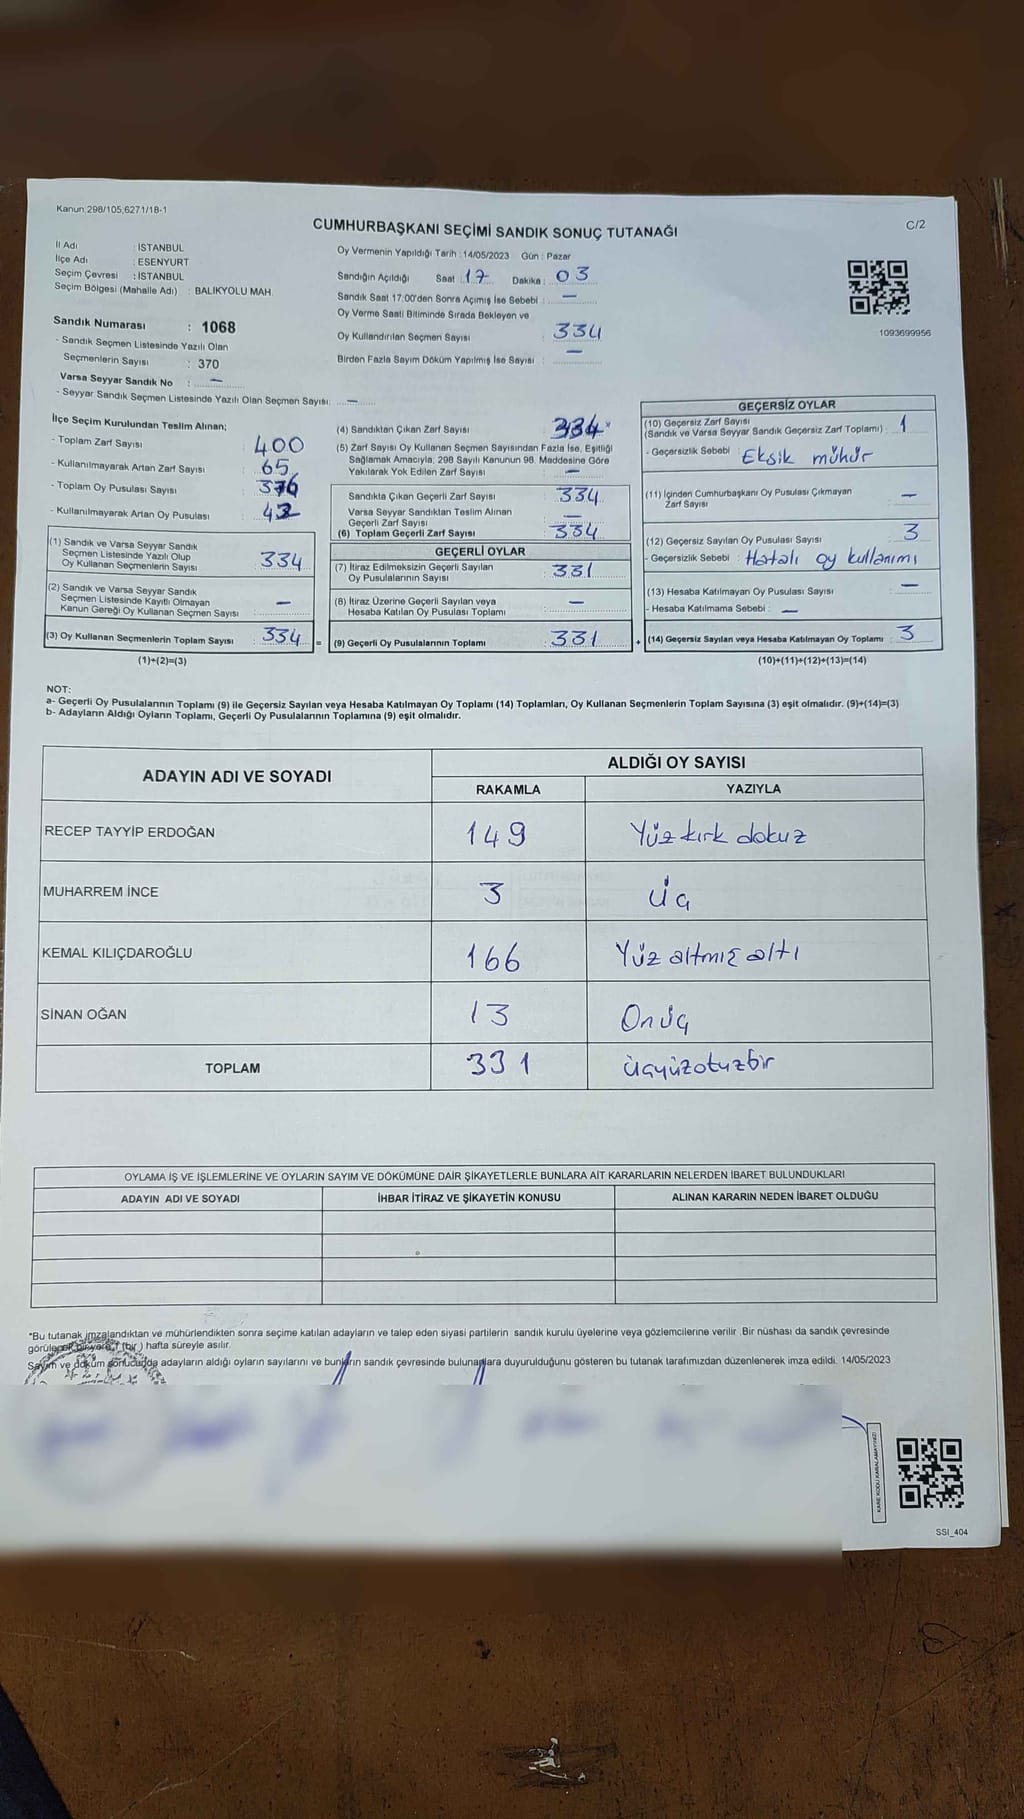 Kanun;298/105;6271/18-1
C/2
CUMHURBAŞKANI SEÇİMİ SANDIK SONUÇ TUTANAĞI
İl Adı : İSTANBUL
İlçe Adı : ESENYURT
Seçim Çevresi : İSTANBUL
Seçim Bölgesi (Mahalle Adı) : BALIKYOLU MAH.
Sandık Numarası : 1068
- Sandık Seçmen Listesinde Yazılı Olan
Seçmenlerin Sayısı : 370
Varsa Seyyar Sandık No : —
- Seyyar Sandık Seçmen Listesinde Yazılı Olan Seçmen Sayısı: —
Oy Vermenin Yapıldığı Tarih : 14/05/2023 Gün : Pazar
Sandığın Açıldığı Saat : 17 Dakika : 03
Sandık Saat 17:00'den Sonra Açımış İse Sebebi : —
Oy Verme Saati Bitiminde Sırada Bekleyen ve
Oy Kullandırılan Seçmen Sayısı 334
Birden Fazla Sayım Döküm Yapılmış İse Sayısı : —
1093699956
İlçe Seçim Kurulundan Teslim Alınan;
- Toplam Zarf Sayısı : 400
- Kullanılmayarak Artan Zarf Sayısı : 65
- Toplam Oy Pusulası Sayısı : 376
- Kullanılmayarak Artan Oy Pusulası :
(1) Sandık ve Varsa Seyyar Sandık
Seçmen Listesinde Yazılı Olup
Oy Kullanan Seçmenlerin Sayısı : 334
(2) Sandık ve Varsa Seyyar Sandık
Seçmen Listesinde Kayıtlı Olmayan
Kanun Gereği Oy Kullanan Seçmen Sayısı : —
(3) Oy Kullanan Seçmenlerin Toplam Sayısı : 334 =
(1)+(2)=(3)
(4) Sandıktan Çıkan Zarf Sayısı : 334
(5) Zarf Sayısı Oy Kullanan Seçmen Sayısından Fazla İse, Eşitliği
Sağlamak Amacıyla; 298 Sayılı Kanunun 98. Maddesine Göre
Yakılarak Yok Edilen Zarf Sayısı : —
Sandıkta Çıkan Geçerli Zarf Sayısı : 334
Varsa Seyyar Sandıktan Teslim Alınan
Geçerli Zarf Sayısı : —
(6) Toplam Geçerli Zarf Sayısı : 334
GEÇERLİ OYLAR
(7) İtiraz Edilmeksizin Geçerli Sayılan
Oy Pusulalarının Sayısı : 331
(8) İtiraz Üzerine Geçerli Sayılan veya
Hesaba Katılan Oy Pusulası Toplamı : —
(9) Geçerli Oy Pusulalarının Toplamı : 331 +
GEÇERSİZ OYLAR
(10) Geçersiz Zarf Sayısı
(Sandık ve Varsa Seyyar Sandık Geçersiz Zarf Toplamı) : 1
- Geçersizlik Sebebi : Eksik mühür
(11) İçinden Cumhurbaşkanı Oy Pusulası Çıkmayan
Zarf Sayısı : —
(12) Geçersiz Sayılan Oy Pusulası Sayısı : 3
- Geçersizlik Sebebi : Hatalı oy kullanımı
(13) Hesaba Katılmayan Oy Pusulası Sayısı : —
- Hesaba Katılmama Sebebi : —
(14) Geçersiz Sayılan veya Hesaba Katılmayan Oy Toplamı : 3
(10)+(11)+(12)+(13)=(14)
NOT:
a- Geçerli Oy Pusulalarının Toplamı (9) ile Geçersiz Sayılan veya Hesaba Katılmayan Oy Toplamı (14) Toplamları, Oy Kullanan Seçmenlerin Toplam Sayısına (3) eşit olmalıdır. (9)+(14)=(3)
b- Adayların Aldığı Oyların Toplamı, Geçerli Oy Pusulalarının Toplamına (9) eşit olmalıdır.
ADAYIN ADI VE SOYADI
ALDIĞI OY SAYISI
RAKAMLA YAZIYLA
RECEP TAYYİP ERDOĞAN 149 Yüz kırk dokuz
MUHARREM İNCE 3 Üç
KEMAL KILIÇDAROĞLU 166 Yüz altmış altı
SİNAN OĞAN 13 Onüç
TOPLAM 331 üçyüzotuzbir
OYLAMA İŞ VE İŞLEMLERİNE VE OYLARIN SAYIM VE DÖKÜMÜNE DAİR ŞİKAYETLERLE BUNLARA AİT KARARLARIN NELERDEN İBARET BULUNDUKLARI
ADAYIN ADI VE SOYADI İHBAR İTİRAZ VE ŞİKAYETİN KONUSU ALINAN KARARIN NEDEN İBARET OLDUĞU
*Bu tutanak imzalandıktan ve mühürlendikten sonra seçime katılan adayların ve talep eden siyasi partilerin sandık kurulu üyelerine veya gözlemcilerine verilir. Bir nüshası da sandık çevresinde
görülecek bir yere 1 (bir) hafta süreyle asılır.
Sayım ve döküm sonucunda adayların aldığı oyların sayılarını ve bunların sandık çevresinde bulunanlara duyurulduğunu gösteren bu tutanak tarafımızdan düzenlenerek imza edildi. 14/05/2023
KARE KODU KARALAMAYINIZ!
SSI_404